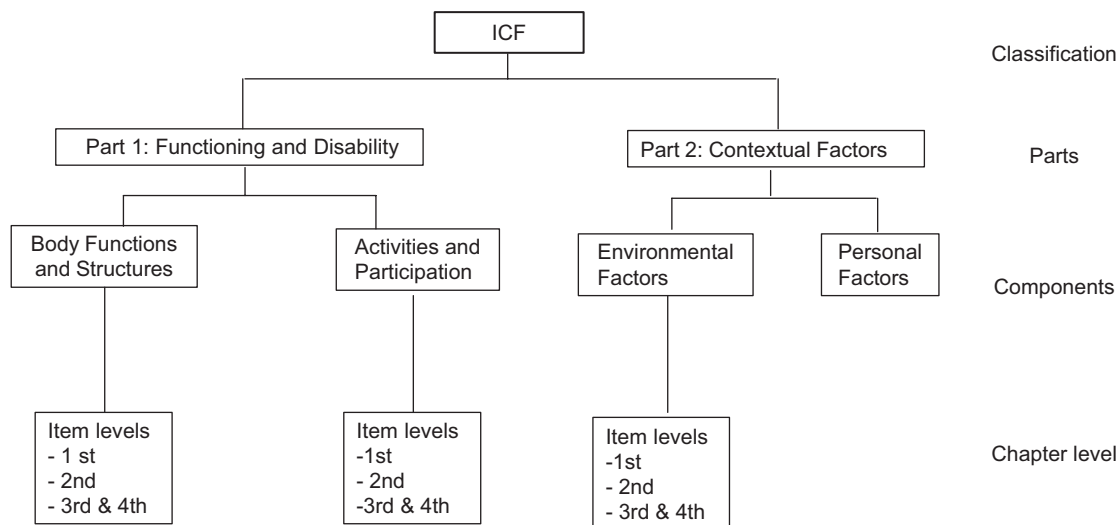 ICF
Classification
Part 1: Functioning and Disability
Part 2: Contextual Factors
Parts
Body Functions
and Structures
Activities and
Participation
Environmental
Factors
Personal
Factors
Components
Item levels
- 1 st
- 2nd
- 3rd & 4th
Item levels
-1st
- 2nd
-3rd & 4th
Item levels
-1st
- 2nd
- 3rd & 4th
Chapter level